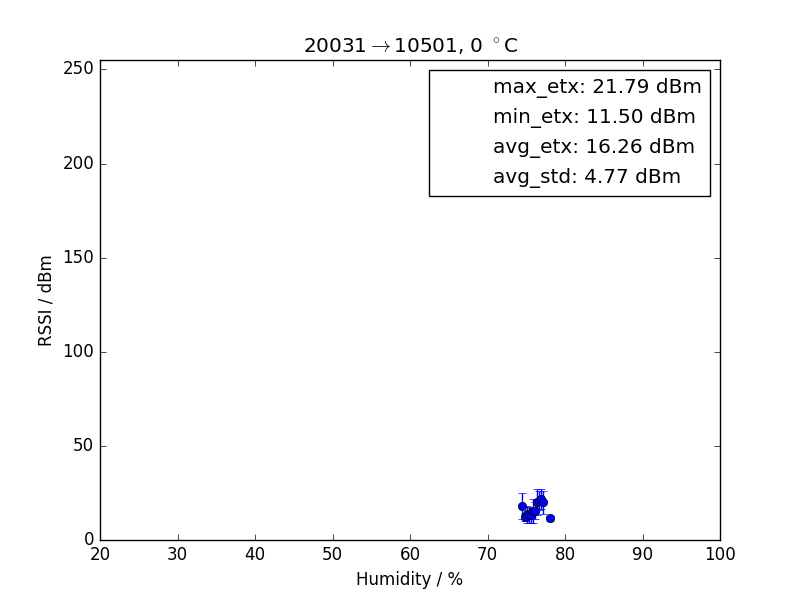 20031→10501, 0 °C
max_etx: 21.79 dBm
min_etx: 11.50 dBm
avg_etx: 16.26 dBm
avg_std: 4.77 dBm
250
200
150
100
50
0
RSSI / dBm
20 30 40 50 60 70 80 90 100
Humidity / %